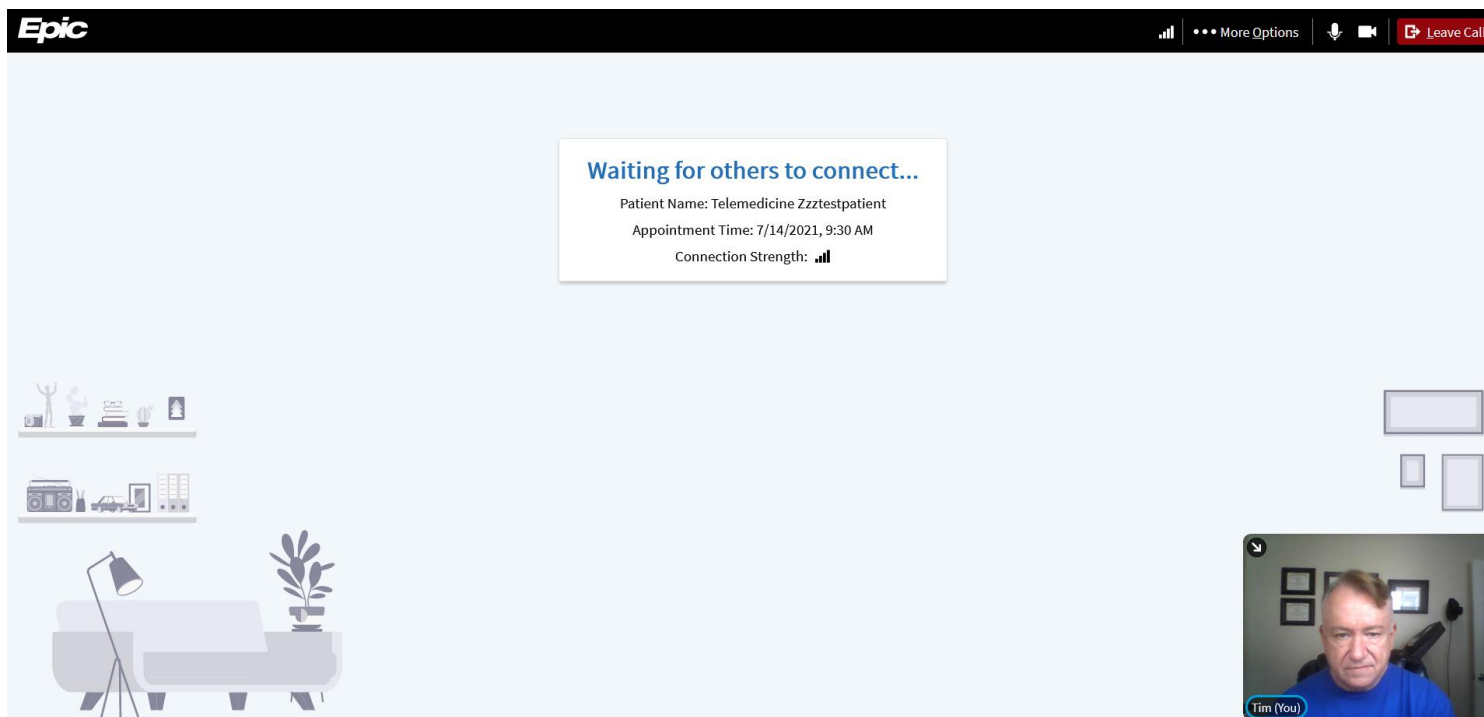 Epic
More Options
Leave Call
Waiting for others to connect...
Patient Name: Telemedicine Zzztestpatient
Appointment Time: 7/14/2021, 9:30 AM
Connection Strength:
Tim (You)